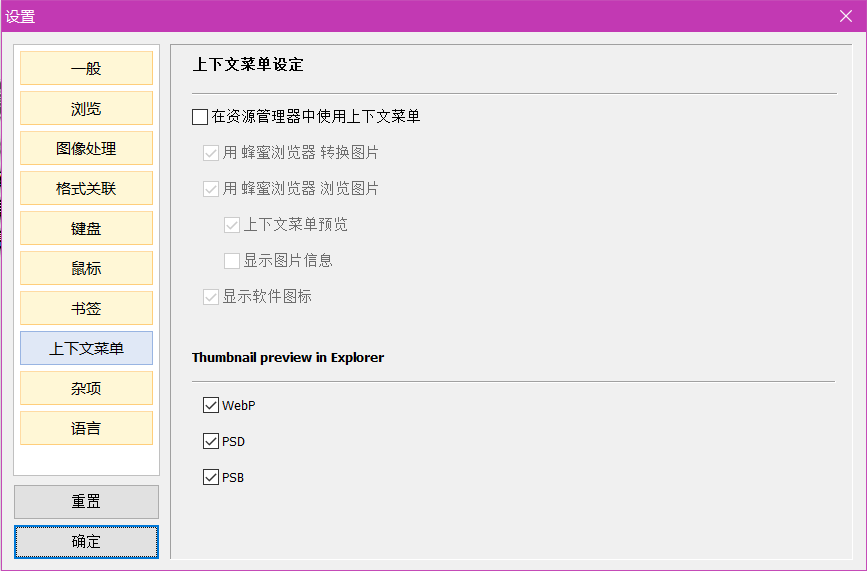 设置
一般
浏览
图像处理
格式关联
键盘
鼠标
书签
上下文菜单
杂项
语言
重置
确定
上下文菜单设定
在资源管理器中使用上下文菜单
用 蜂蜜浏览器 转换图片
用 蜂蜜浏览器 浏览图片
上下文菜单预览
显示图片信息
显示软件图标
Thumbnail preview in Explorer
WebP
PSD
PSB